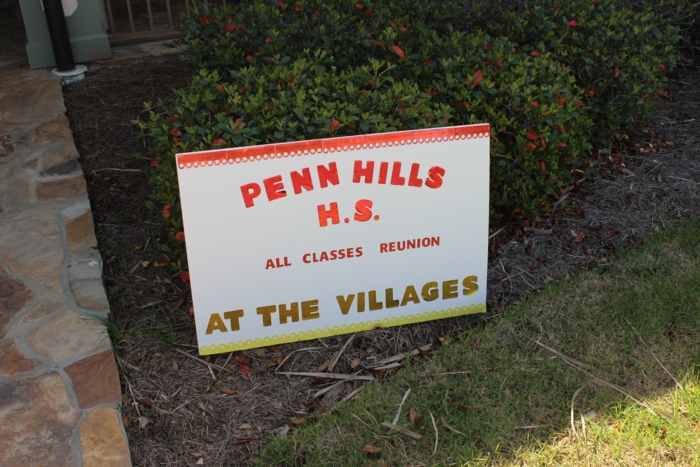 PENN HILLS
H.S.
ALL CLASSES REUNION
AT THE VILLAGES